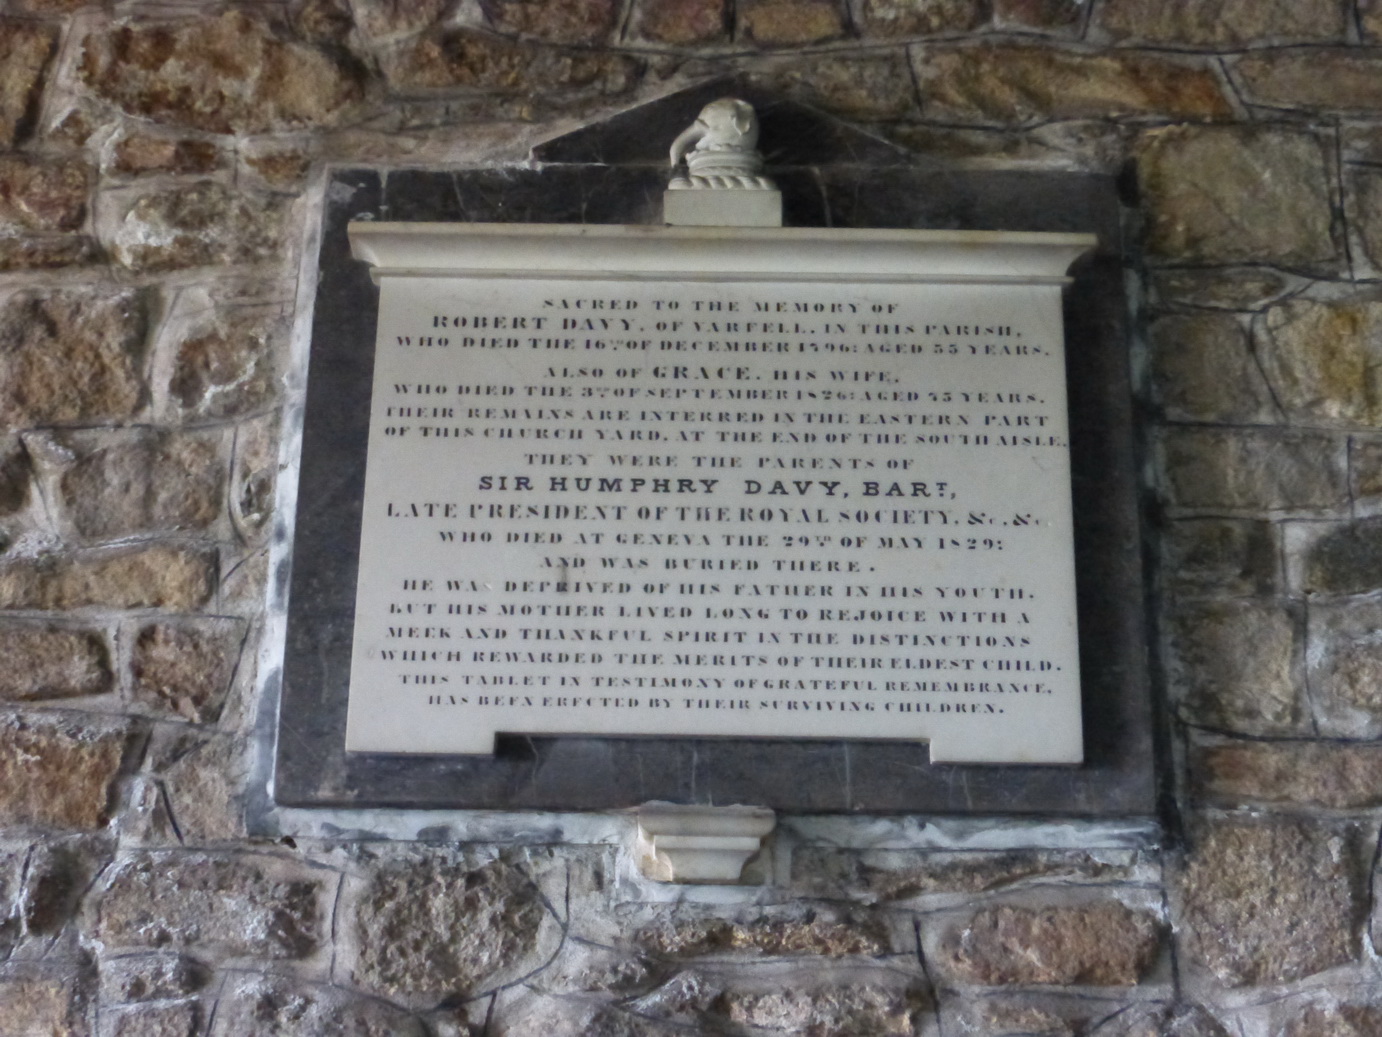 SACRED TO THE MEMORY OF
ROBERT DAVY, OF VARFELL, IN THIS PARISH,
WHO DIED THE 16TH OF DECEMBER 1796: AGED 55 YEARS.
ALSO OF GRACE, HIS WIFE,
WHO DIED THE 3RD OF SEPTEMBER 1826: AGED 75 YEARS.
THEIR REMAINS ARE INTERRED IN THE EASTERN PART
OF THIS CHURCH YARD, AT THE END OF THE SOUTH AISLE.
THEY WERE THE PARENTS OF
SIR HUMPHRY DAVY, BART,
LATE PRESIDENT OF THE ROYAL SOCIETY, &c. &c.
WHO DIED AT GENEVA THE 29TH OF MAY 1829:
AND WAS BURIED THERE.
HE WAS DEPRIVED OF HIS FATHER IN HIS YOUTH,
BUT HIS MOTHER LIVED LONG TO REJOICE WITH A
MEEK AND THANKFUL SPIRIT IN THE DISTINCTIONS
WHICH REWARDED THE MERITS OF THEIR ELDEST CHILD.
THIS TABLET IN TESTIMONY OF GRATEFUL REMEMBRANCE,
HAS BEEN ERECTED BY THEIR SURVIVING CHILDREN.